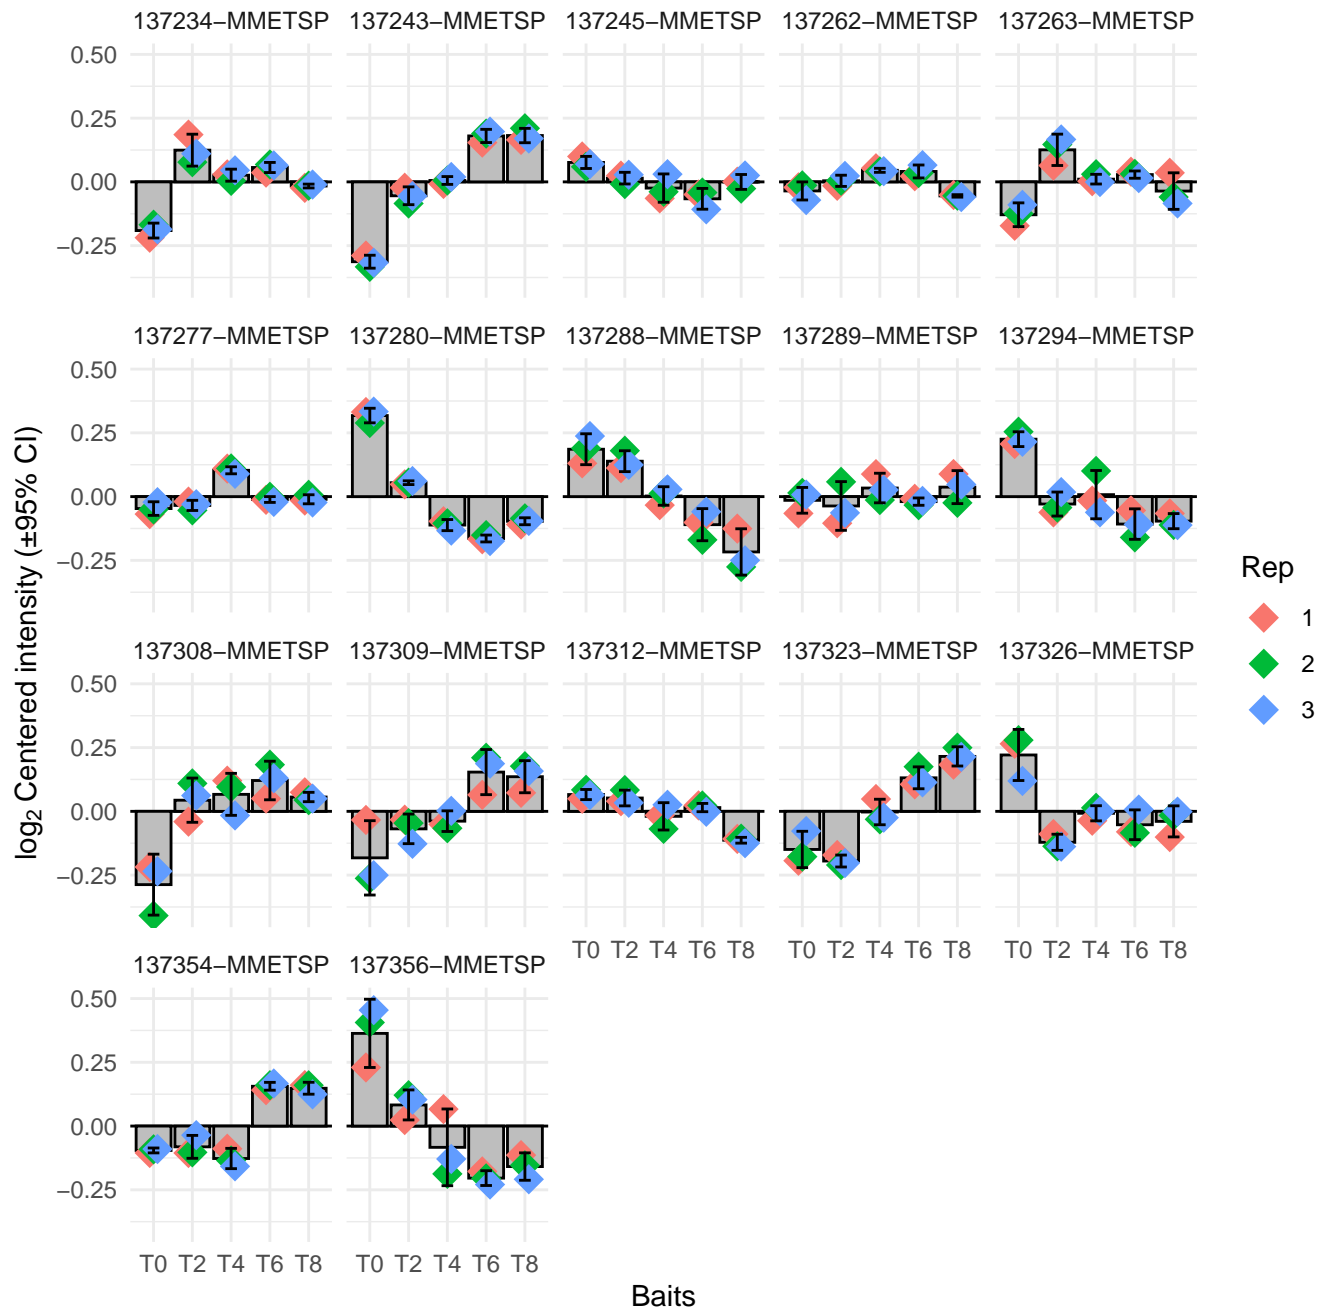 137234−MMETSP 137243−MMETSP 137245−MMETSP 137262−MMETSP 137263−MMETSP
0.50
0.25
0.00
−0.25
137277−MMETSP 137280−MMETSP 137288−MMETSP 137289−MMETSP 137294−MMETSP
0.50
0.25
0.00
−0.25
137308−MMETSP 137309−MMETSP 137312−MMETSP 137323−MMETSP 137326−MMETSP
0.50
0.25
0.00
−0.25
T0 T2 T4 T6 T8 T0 T2 T4 T6 T8 T0 T2 T4 T6 T8
137354−MMETSP 137356−MMETSP
0.50
0.25
0.00
−0.25
T0 T2 T4 T6 T8 T0 T2 T4 T6 T8
Baits
log2 Centered intensity (±95% CI)
Rep
1
2
3